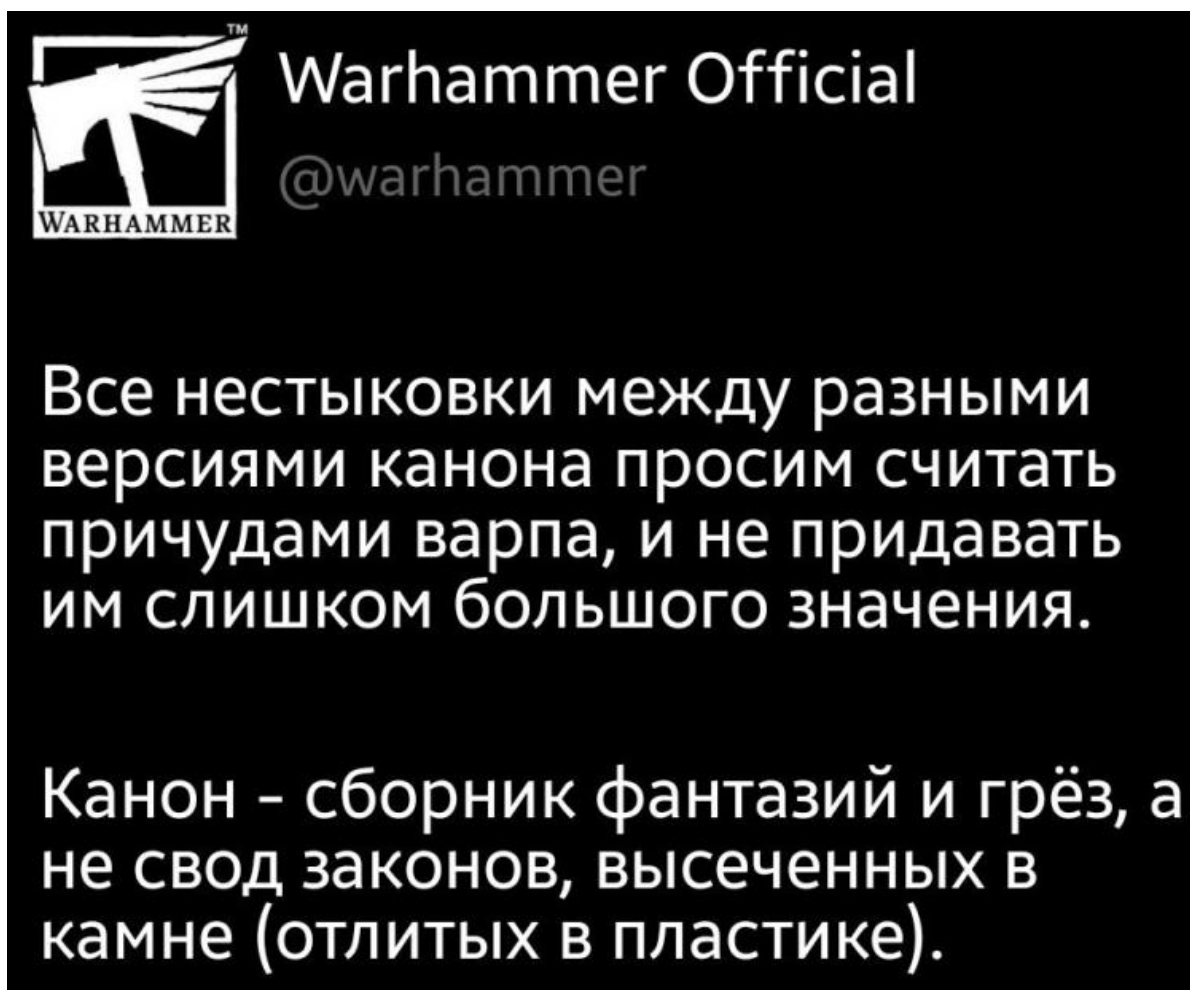 TM
WARHAMMER
Warhammer Official
@warhammer
Все нестыковки между разными
версиями канона просим считать
причудами варпа, и не придавать
им слишком большого значения.
Канон - сборник фантазий и грёз, а
не свод законов, высеченных в
камне (отлитых в пластике).